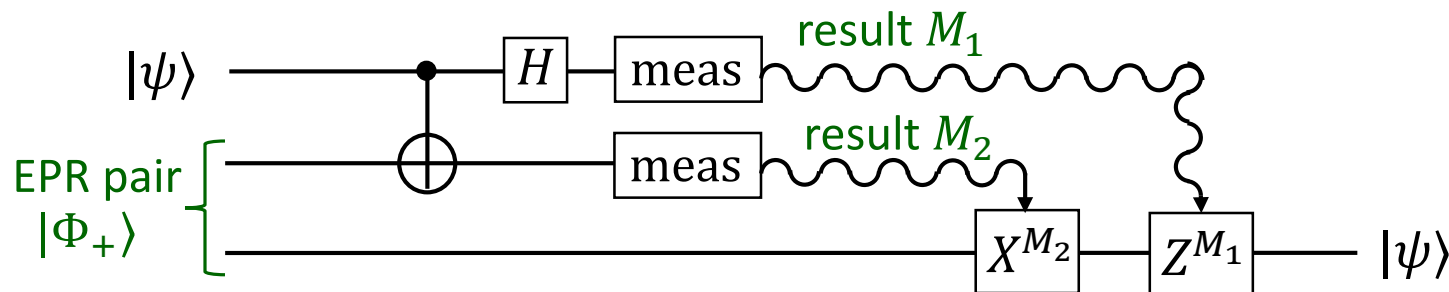 |ψ⟩
H
meas
result M₁
EPR pair
|Φ₊⟩
meas
result M₂
X^{M₂}
Z^{M₁}
|ψ⟩